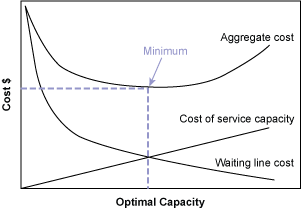 Aggregate cost
Minimum
Cost $
Cost of service capacity
Waiting line cost
Optimal Capacity